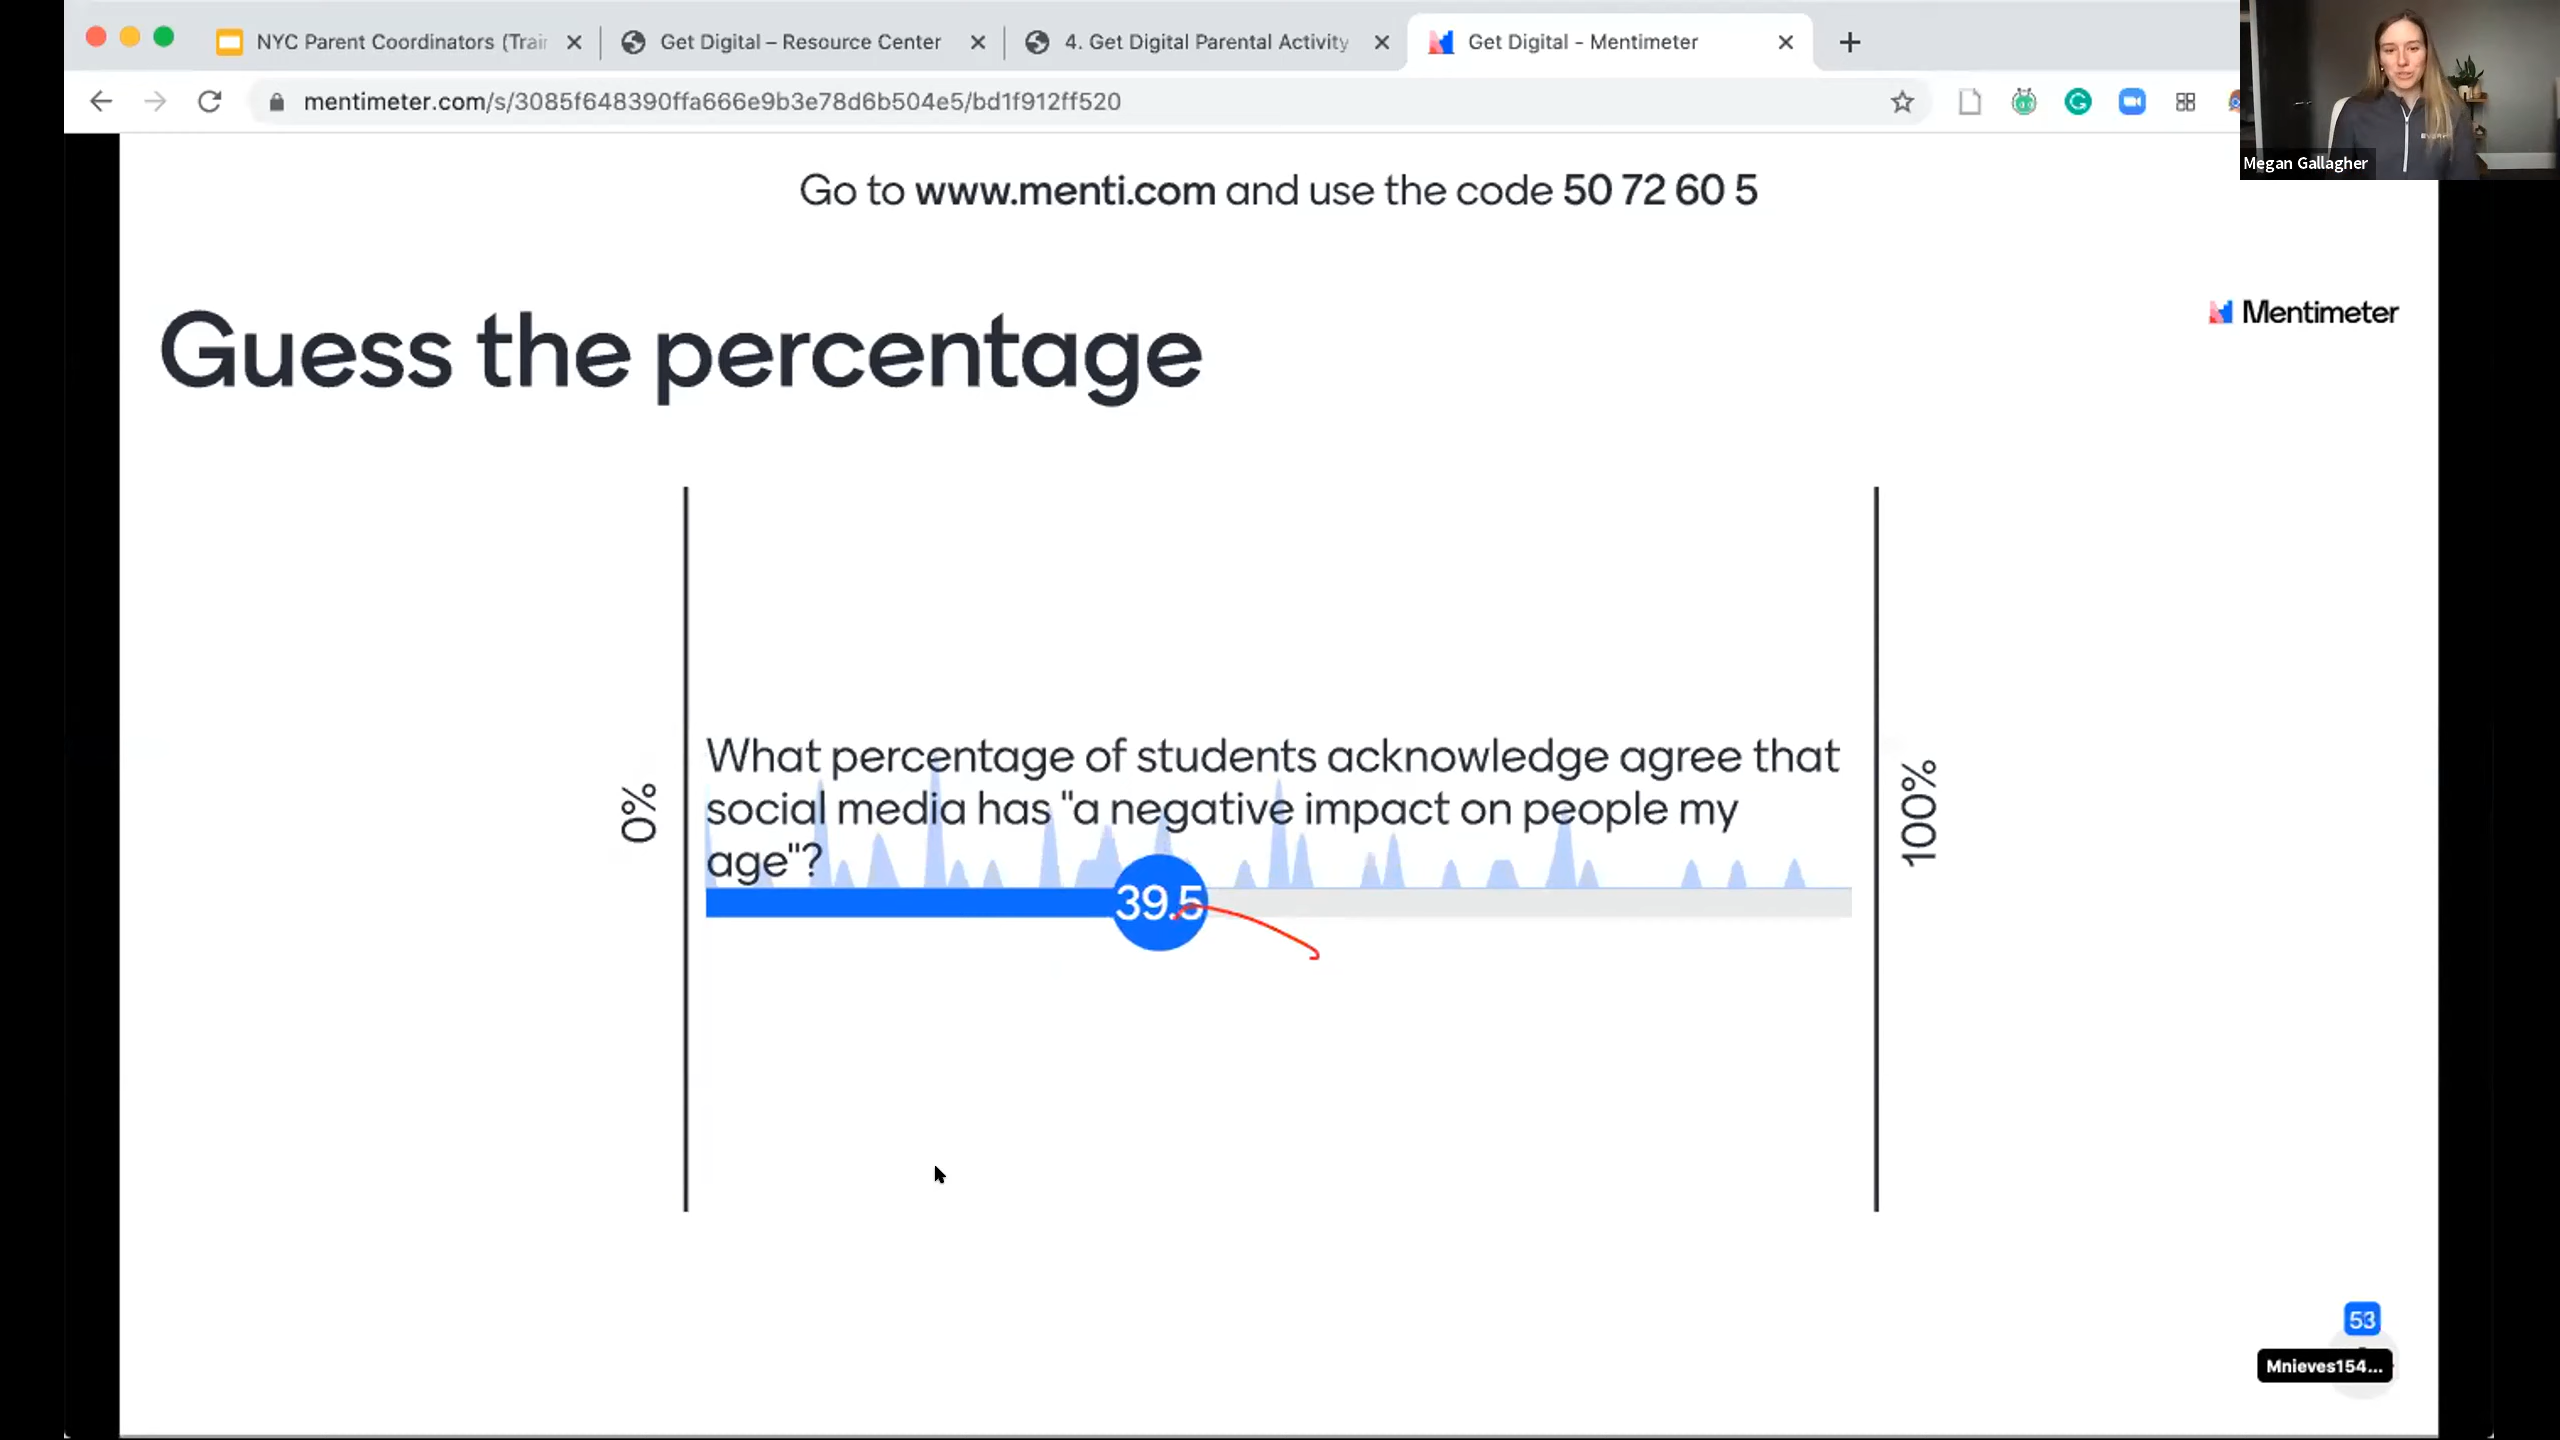 NYC Parent Coordinators (Trair
Get Digital – Resource Center
4. Get Digital Parental Activity
Get Digital - Mentimeter
mentimeter.com/s/3085f648390ffa666e9b3e78d6b504e5/bd1f912ff520
Megan Gallagher
Go to www.menti.com and use the code 50 72 60 5
Mentimeter
Guess the percentage
0%
What percentage of students acknowledge agree that
social media has "a negative impact on people my
age"?
100%
39.5
53
Mnieves154...